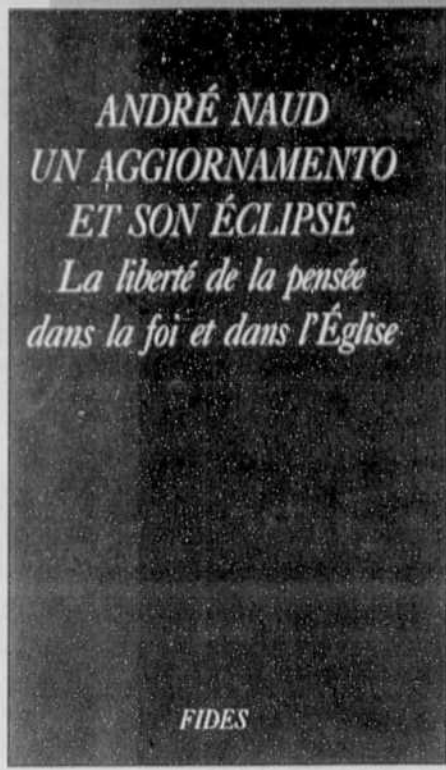 ANDRÉ NAUD
UN AGGIORNAMENTO
ET SON ÉCLIPSE
La liberté de la pensée
dans la foi et dans l'Église
FIDES